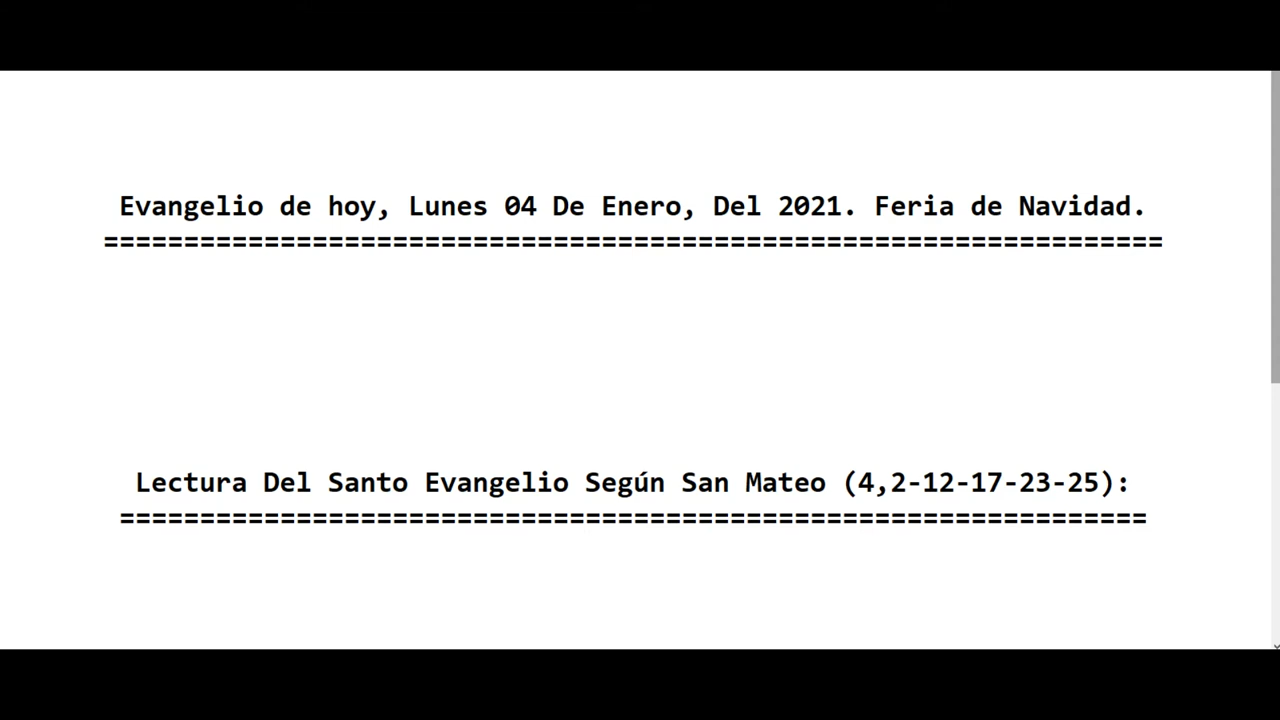 Evangelio de hoy, Lunes 04 De Enero, Del 2021. Feria de Navidad.
==================================================================
Lectura Del Santo Evangelio Según San Mateo (4,2-12-17-23-25):
================================================================